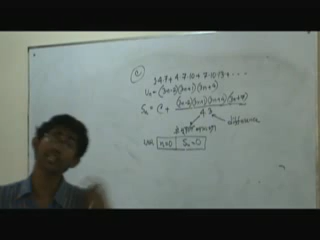 C
1.4.7 + 4.7.10 + 7.10.13 + ....
Un = (3n-2)(3n+1)(3n+4)
Sn = C + (3n-2)(3n+1)(3n+4)(3n+7)
4.3
difference
n=0 Sn=0